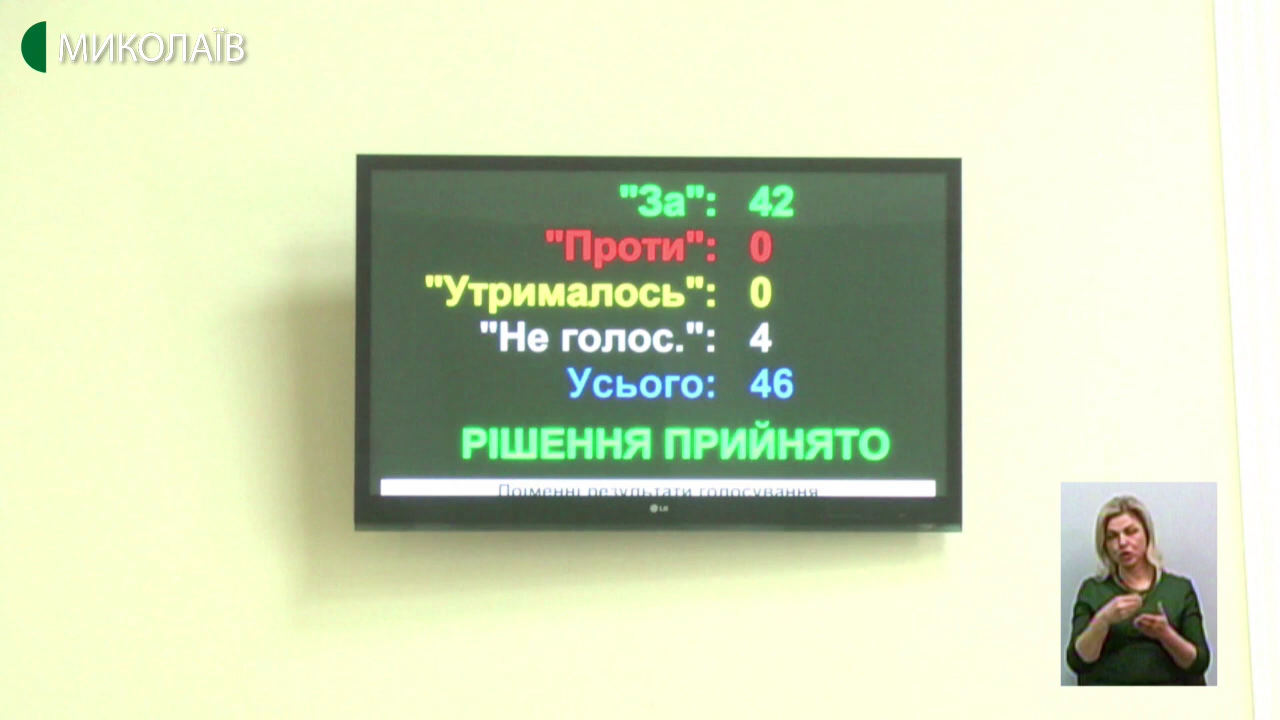 МИКОЛАЇВ
"За": 42
"Проти": 0
"Утрималось": 0
"Не голос.": 4
Усього: 46
РІШЕННЯ ПРИЙНЯТО
Поіменні результати голосування
LG